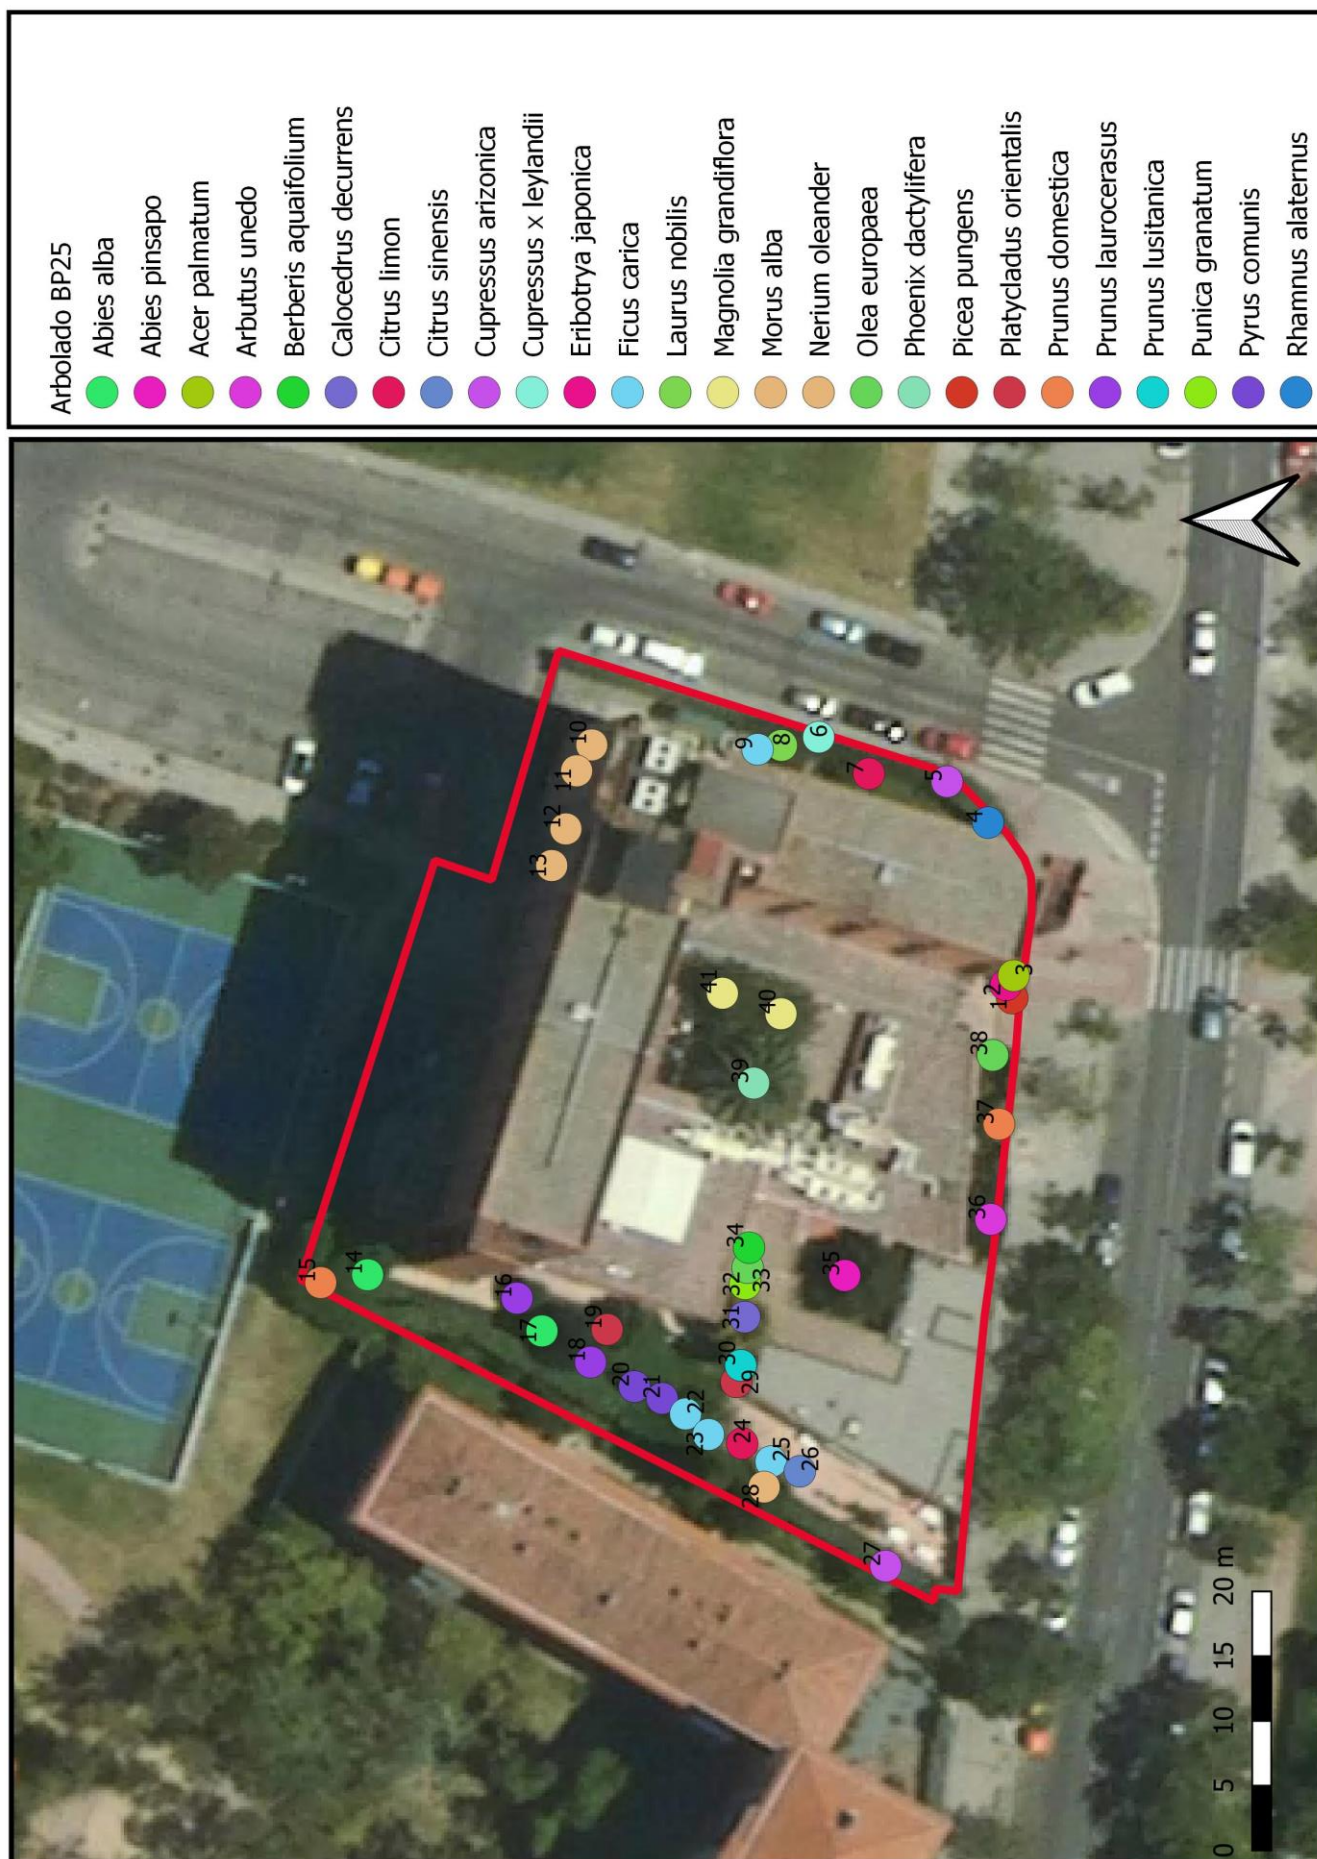 Arbolado BP25
Abies alba
Abies pinsapo
Acer palmatum
Arbutus unedo
Berberis aquaifolium
Calocedrus decurrens
Citrus limon
Citrus sinensis
Cupressus arizonica
Cupressus x leylandii
Eribotrya japonica
Ficus carica
Laurus nobilis
Magnolia grandiflora
Morus alba
Nerium oleander
Olea europaea
Phoenix dactylifera
Picea pungens
Platycladus orientalis
Prunus domestica
Prunus laurocerasus
Prunus lusitanica
Punica granatum
Pyrus comunis
Rhamnus alaternus
15
14
16
17
18
19
20
21
22
23
24
25
26
28
27
29
30
31
32
33
34
35
36
37
38
39
40
41
1
2
3
4
5
6
7
8
9
10
11
12
13
0 5 10 15 20 m